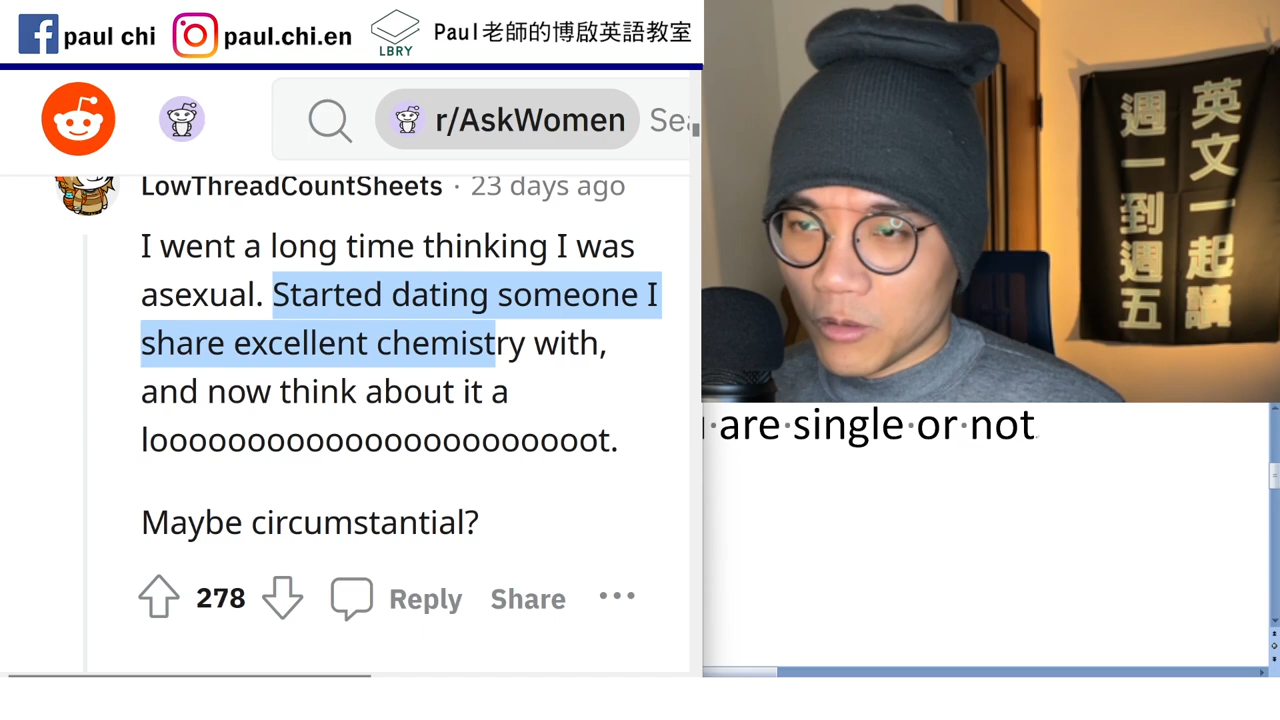 paul chi
paul.chi.en
LBRY
Paul老師的博啟英語教室
r/AskWomen
LowThreadCountSheets · 23 days ago
I went a long time thinking I was
asexual. Started dating someone I
share excellent chemistry with,
and now think about it a
looooooooooooooooooooooot.
Maybe circumstantial?
278
Reply
Share
英文一起讀
週一到週五
are·single·or·not